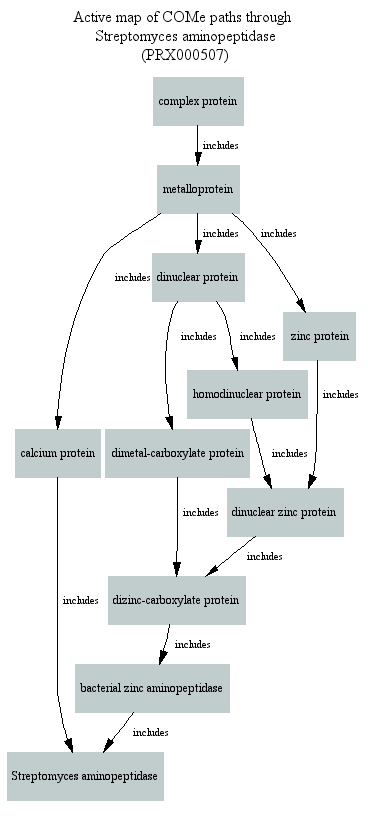 Active map of COMe paths through
Streptomyces aminopeptidase
(PRX000507)
complex protein
includes
metalloprotein
includes
includes
includes
dinuclear protein
includes
includes
zinc protein
homodinuclear protein
includes
calcium protein
dimetal-carboxylate protein
includes
dinuclear zinc protein
includes
includes
dizinc-carboxylate protein
includes
includes
bacterial zinc aminopeptidase
includes
Streptomyces aminopeptidase